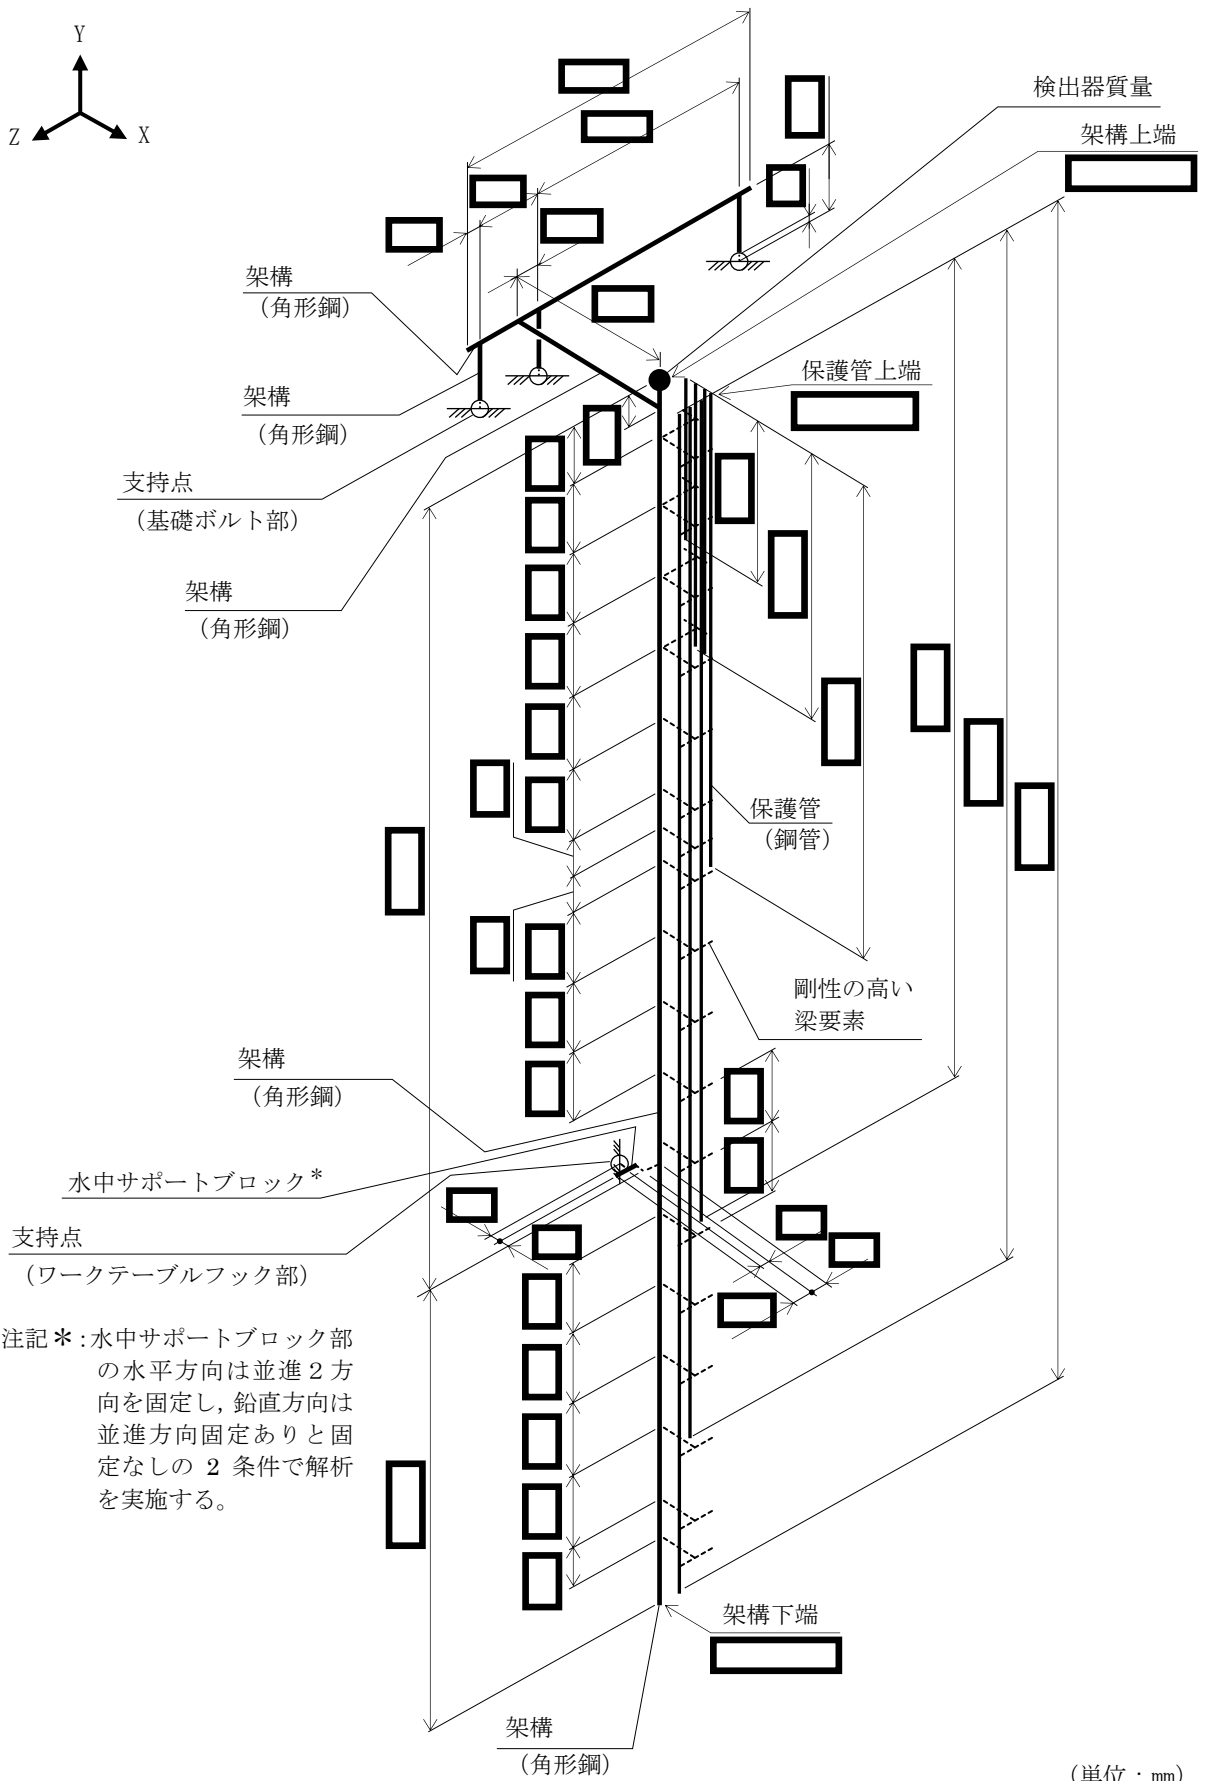 Y
Z
X
検出器質量
架構上端
架構
（角形鋼）
架構
（角形鋼）
保護管上端
支持点
（基礎ボルト部）
架構
（角形鋼）
保護管
（鋼管）
剛性の高い
梁要素
架構
（角形鋼）
水中サポートブロック*
支持点
（ワークテーブルフック部）
注記＊：水中サポートブロック部
の水平方向は並進２方
向を固定し，鉛直方向は
並進方向固定ありと固
定なしの 2 条件で解析
を実施する。
架構下端
架構
（角形鋼）
（単位：mm）